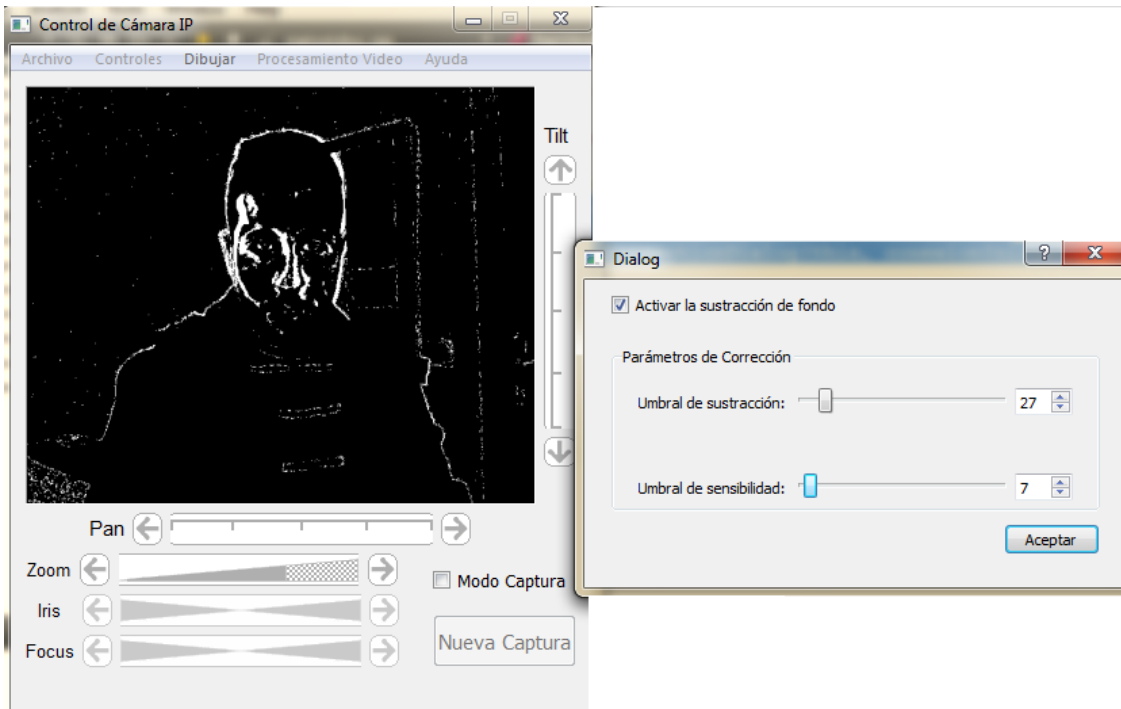 Control de Cámara IP
Archivo Controles Dibujar Procesamiento Video Ayuda
Tilt
Pan
Zoom
Modo Captura
Iris
Nueva Captura
Focus
Dialog
?
Activar la sustracción de fondo
Parámetros de Corrección
Umbral de sustracción: 27
Umbral de sensibilidad: 7
Aceptar